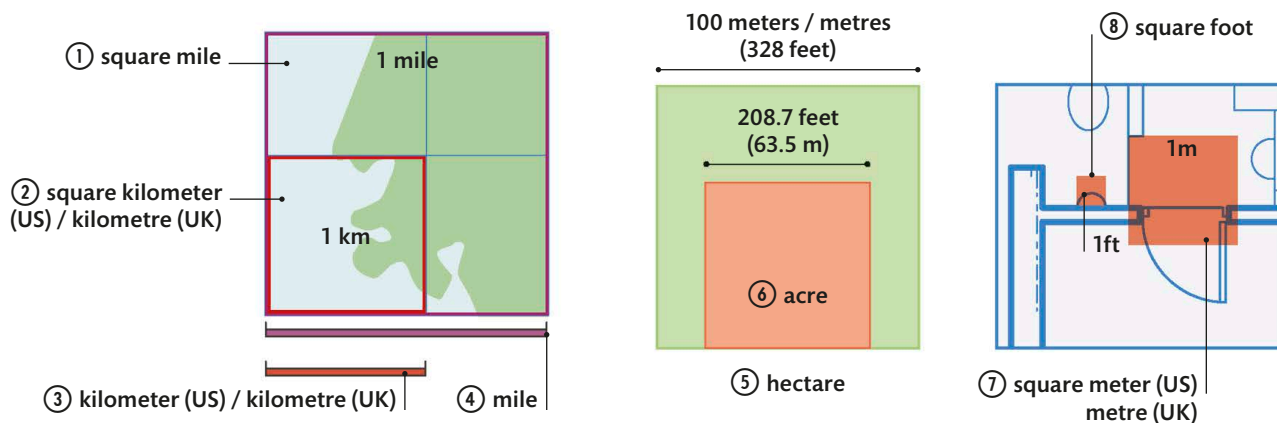 ① square mile
1 mile
② square kilometer
(US) / kilometre (UK)
1 km
③ kilometer (US) / kilometre (UK)
④ mile
100 meters / metres
(328 feet)
208.7 feet
(63.5 m)
⑥ acre
⑤ hectare
⑧ square foot
1m
1ft
⑦ square meter (US)
metre (UK)